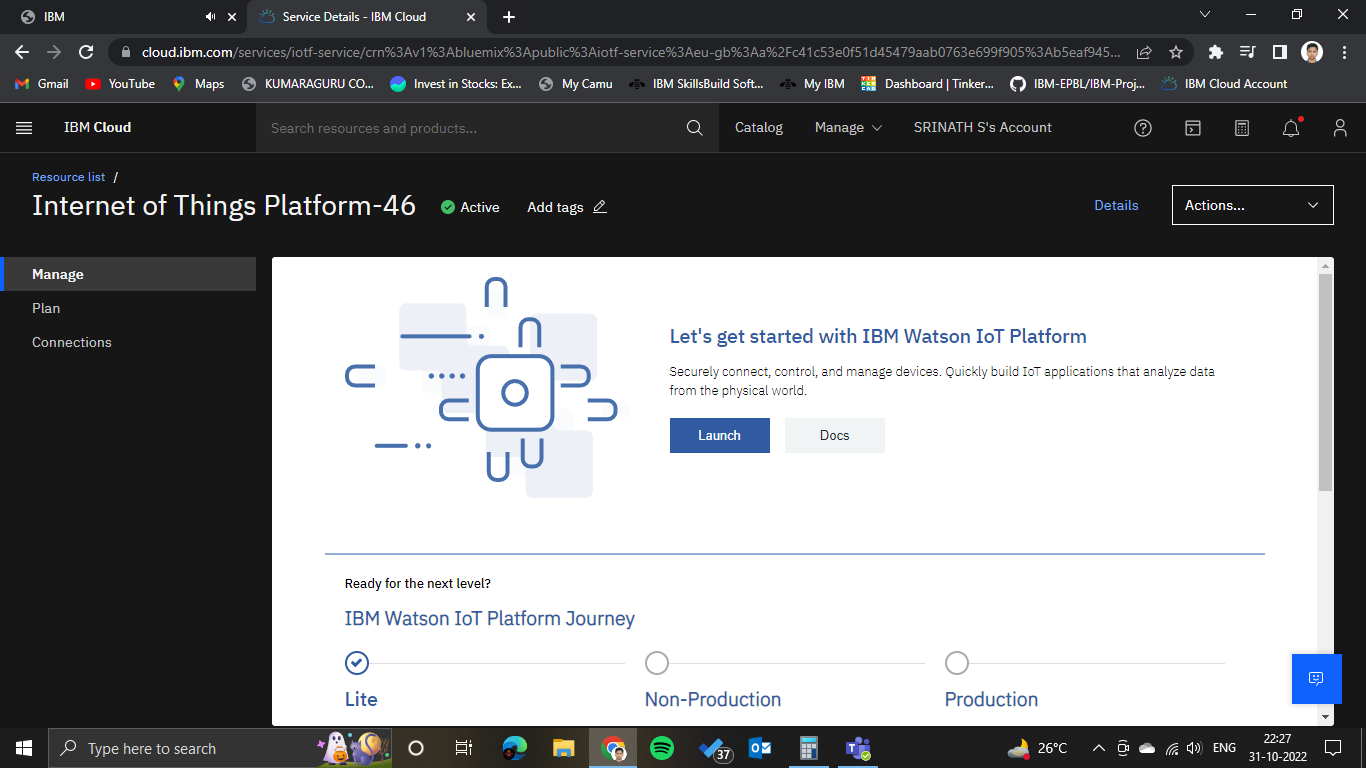 IBM
Service Details - IBM Cloud
cloud.ibm.com/services/iotf-service/crn%3Av1%3Abluemix%3Apublic%3Aiotf-service%3Aeu-gb%3Aa%2Fc41c53e0f51d45479aab0763e699f905%3Ab5eaf945...
Gmail
YouTube
Maps
KUMARAGURU CO...
Invest in Stocks: Ex...
My Camu
IBM SkillsBuild Soft...
My IBM
Dashboard | Tinker...
IBM-EPBL/IBM-Proj...
IBM Cloud Account
IBM Cloud
Search resources and products...
Catalog
Manage
SRINATH S's Account
Resource list /
Internet of Things Platform-46
Active
Add tags
Details
Actions...
Manage
Plan
Connections
Let's get started with IBM Watson IoT Platform
Securely connect, control, and manage devices. Quickly build IoT applications that analyze data
from the physical world.
Launch
Docs
Ready for the next level?
IBM Watson IoT Platform Journey
Lite
Non-Production
Production
Type here to search
37
26°C
ENG
22:27
31-10-2022